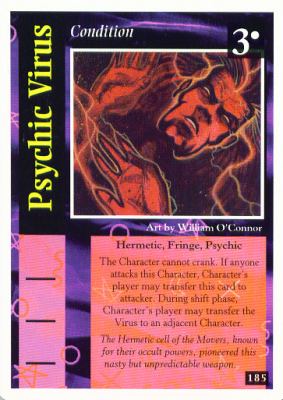 Psychic Virus
Condition
3•
Art by William O'Connor
Hermetic, Fringe, Psychic
The Character cannot crank. If anyone
attacks this Character, Character's
player may transfer this card to
attacker. During shift phase,
Character's player may transfer the
Virus to an adjacent Character.
The Hermetic cell of the Movers, known
for their occult powers, pioneered this
nasty but unpredictable weapon.
185